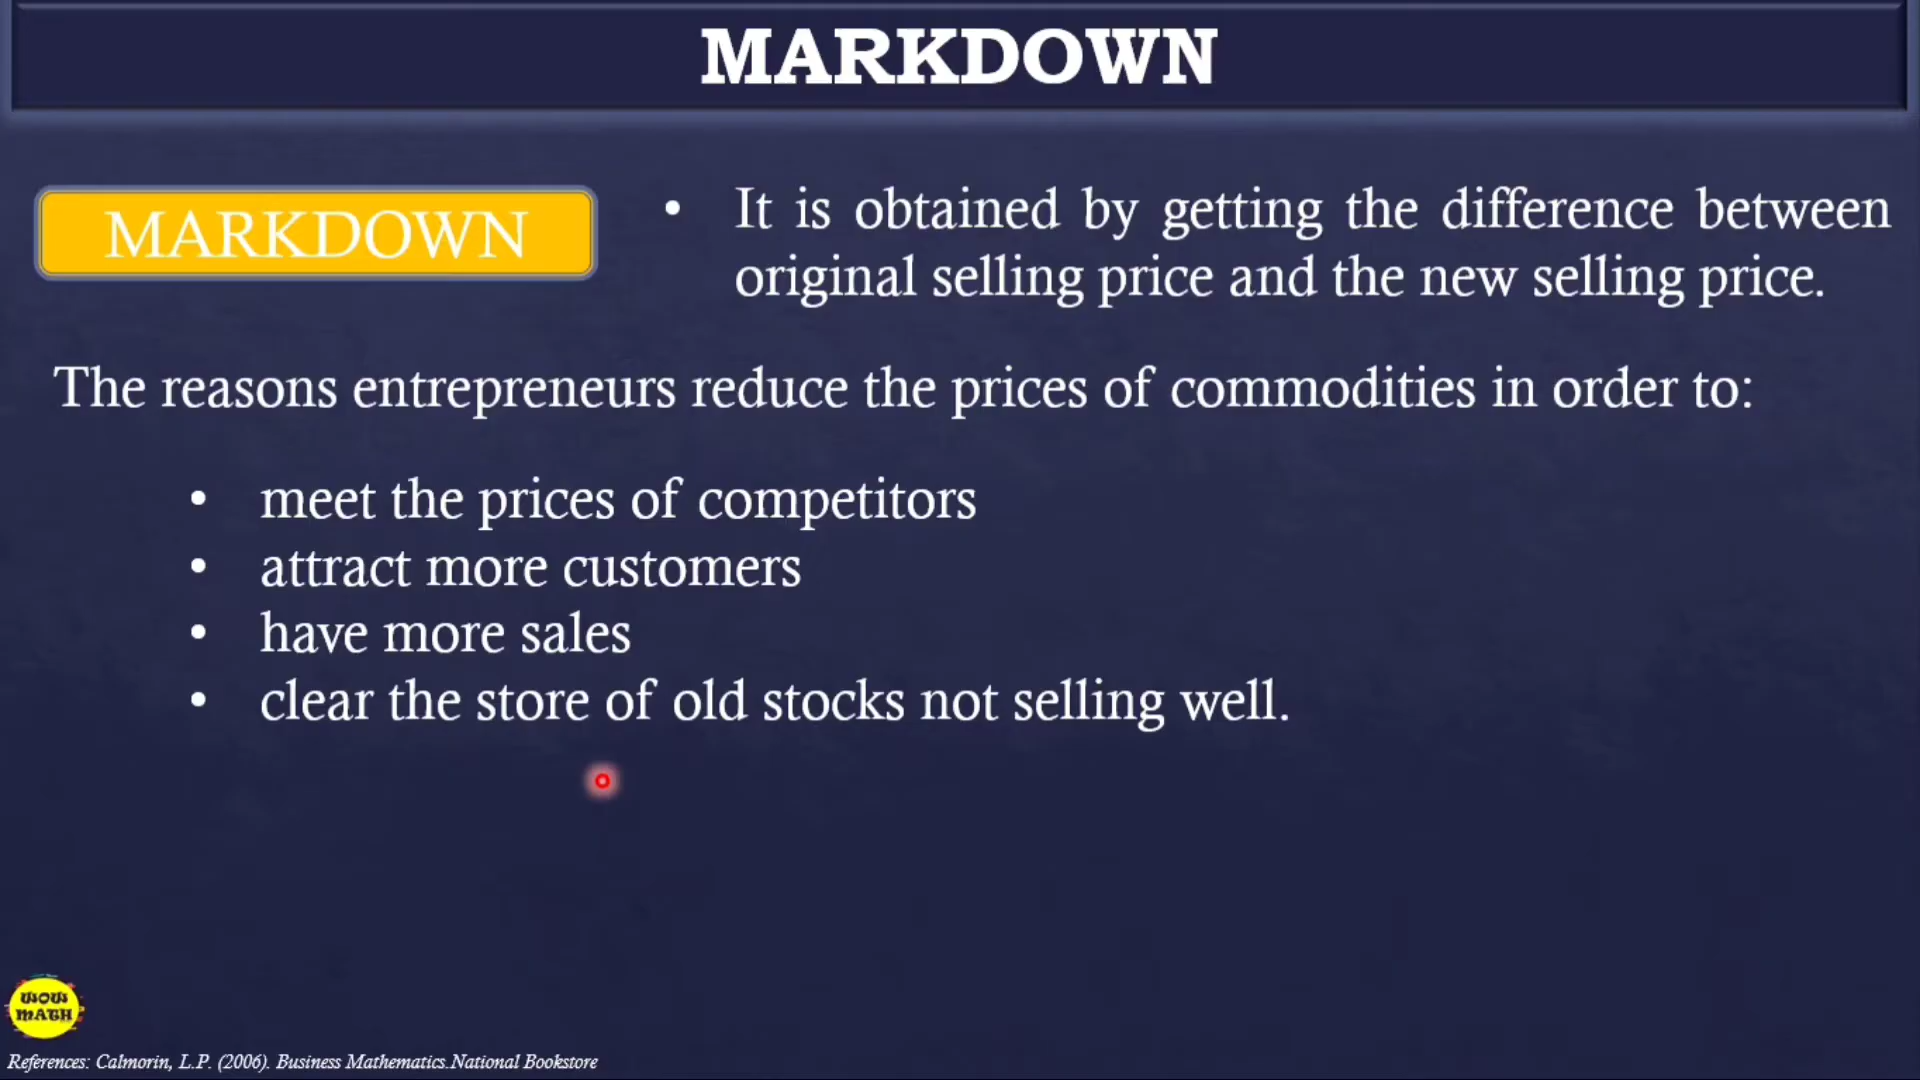 MARKDOWN
MARKDOWN
• It is obtained by getting the difference between
original selling price and the new selling price.
The reasons entrepreneurs reduce the prices of commodities in order to:
• meet the prices of competitors
• attract more customers
• have more sales
• clear the store of old stocks not selling well.
WOW
MATH
References: Calmorin, L.P. (2006). Business Mathematics.National Bookstore